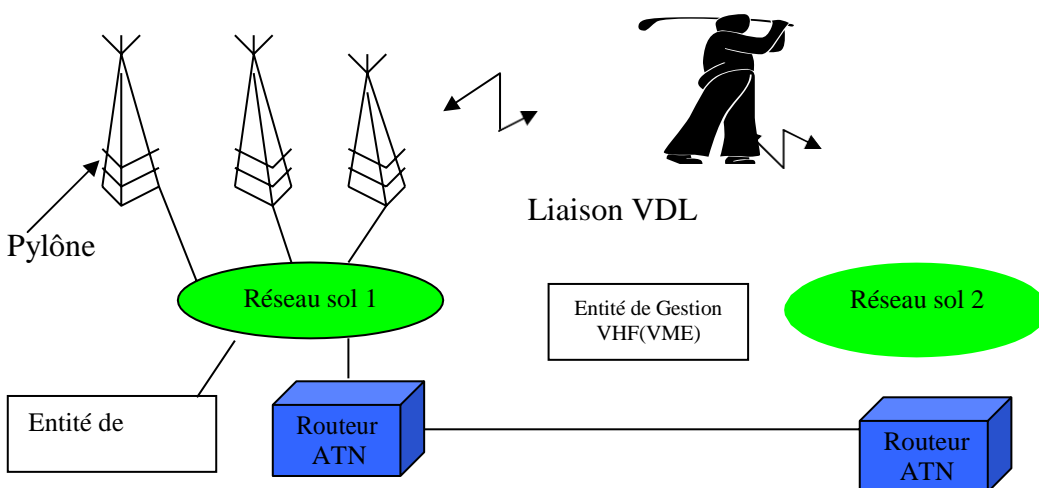 Liaison VDL
Pylône
Réseau sol 1
Entité de Gestion
VHF(VME)
Réseau sol 2
Entité de
Routeur
ATN
Routeur
ATN